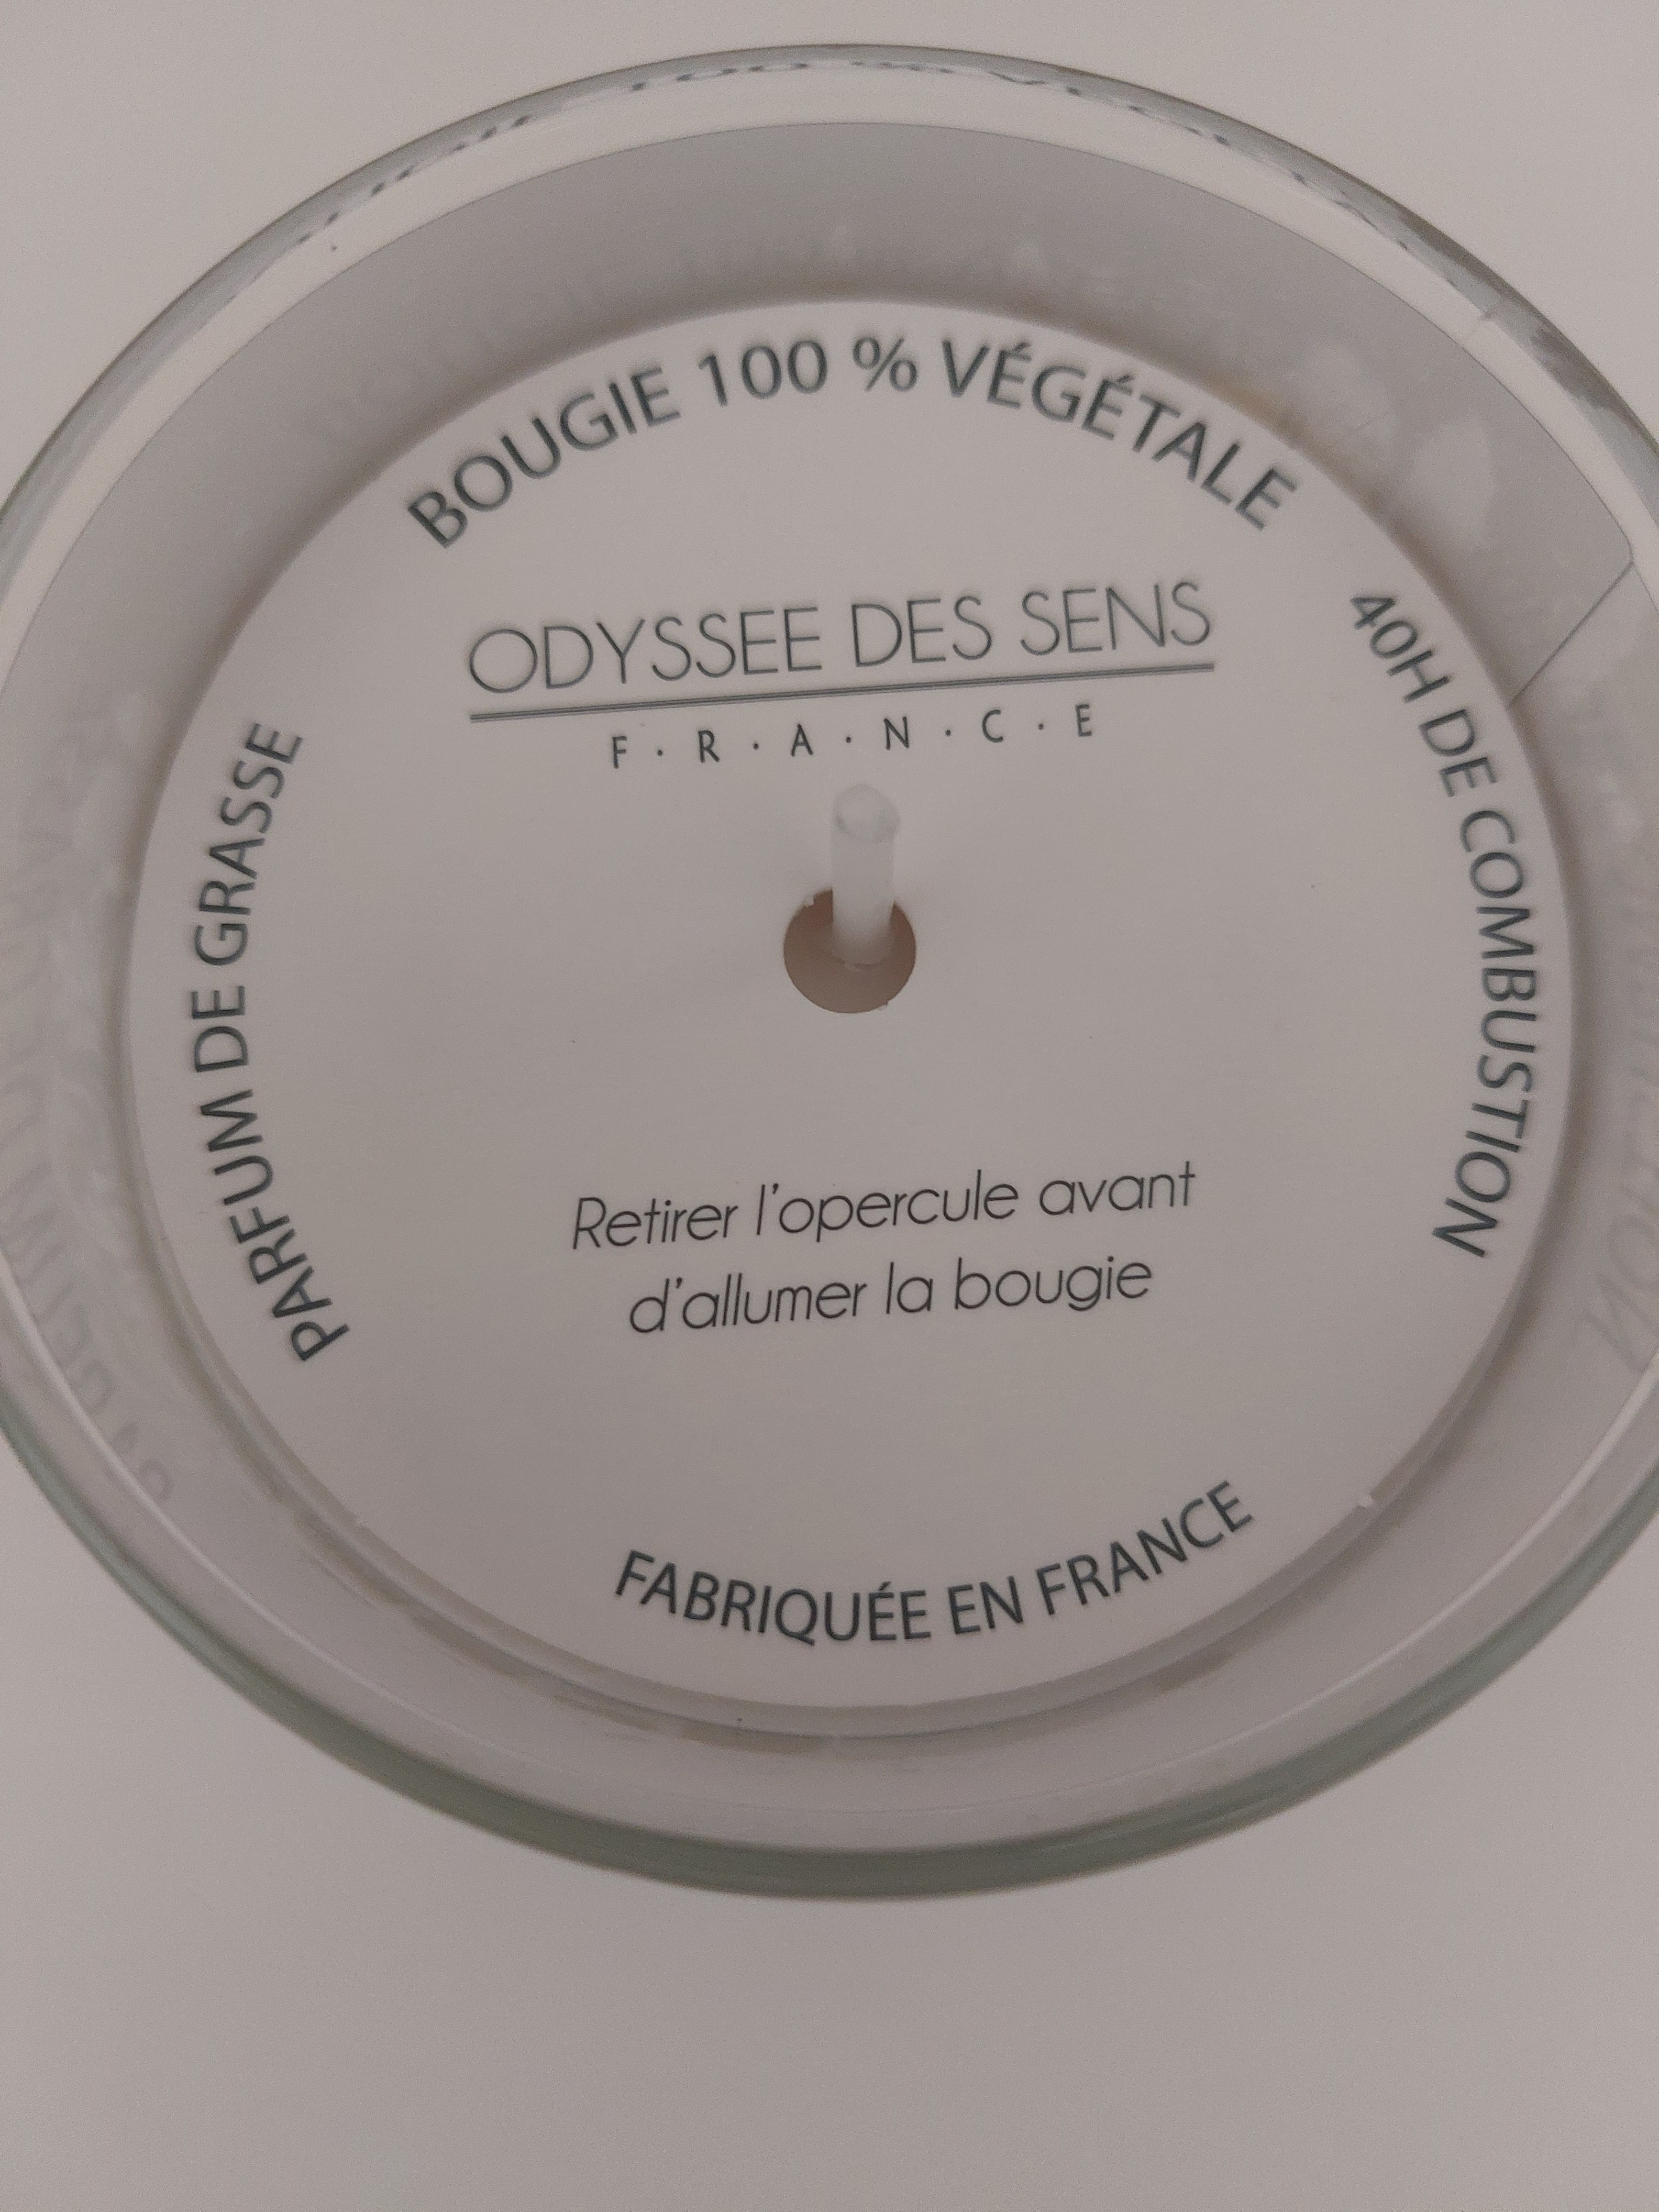 BOUGIE 100 % VÉGÉTALE
ODYSSEE DES SENS
F · R · A · N · C · E
40H DE COMBUSTION
PARFUM DE GRASSE
Retirer l'opercule avant
d'allumer la bougie
FABRIQUÉE EN FRANCE